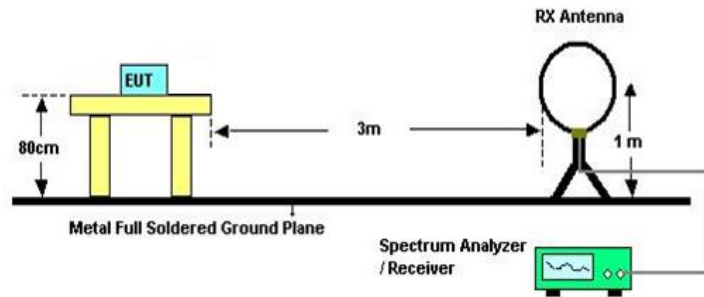 RX Antenna
EUT
3m
80cm
1 m
Metal Full Soldered Ground Plane
Spectrum Analyzer
/ Receiver